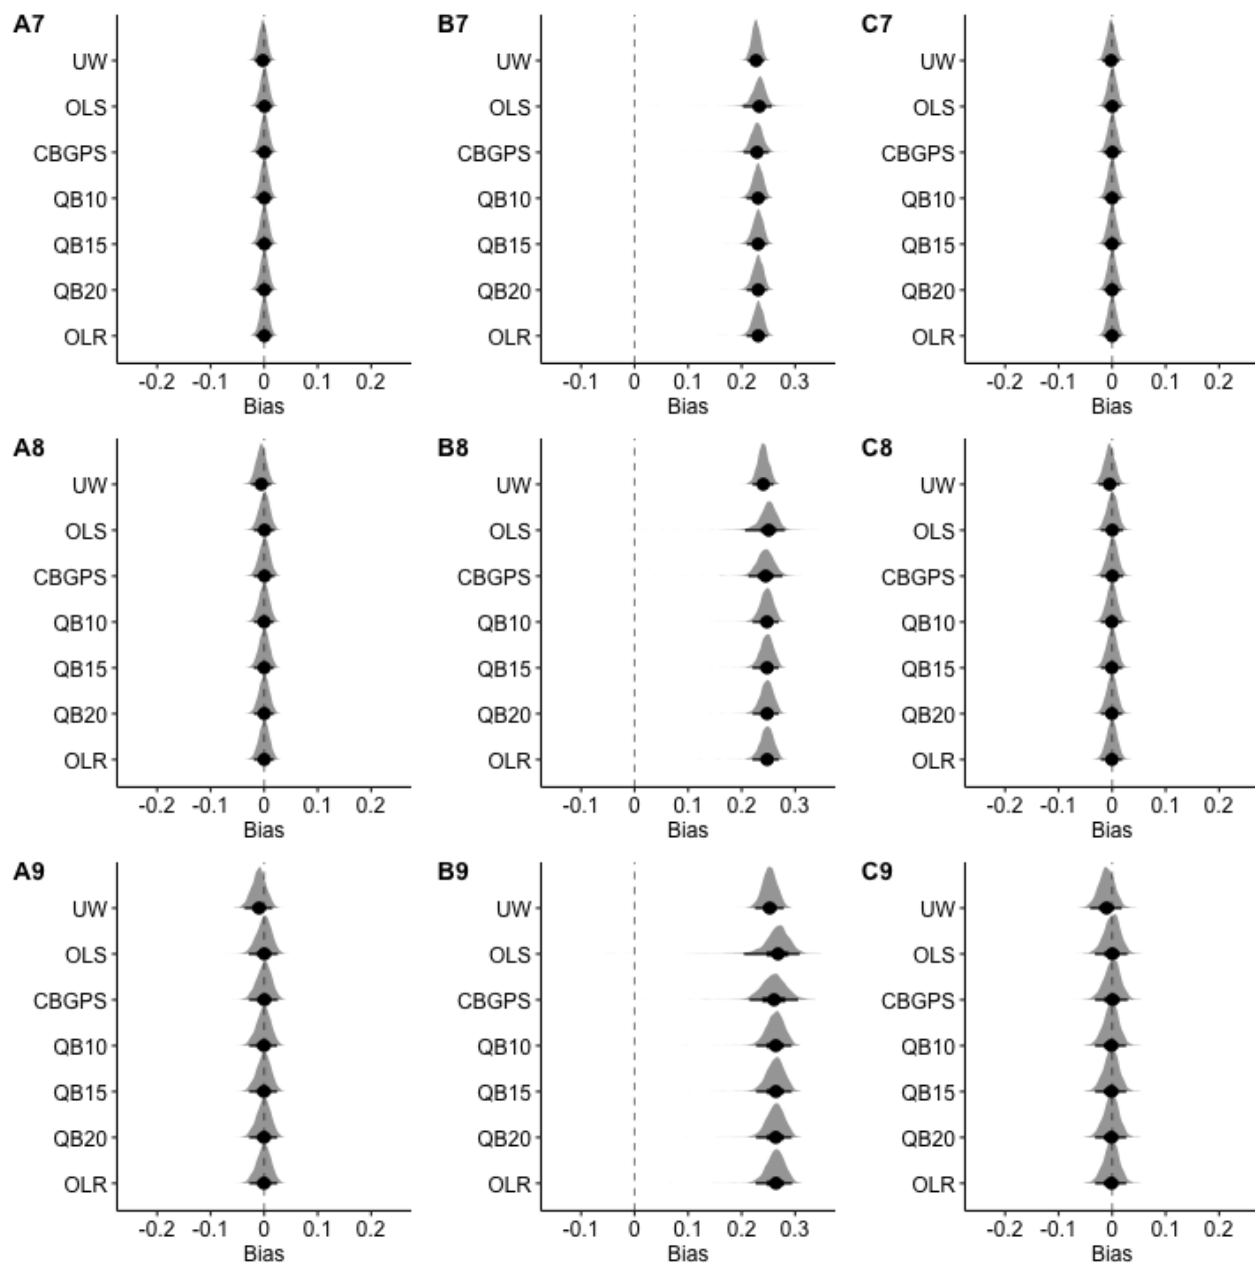 A7 B7 C7
UW UW UW
OLS OLS OLS
CBGPS CBGPS CBGPS
QB10 QB10 QB10
QB15 QB15 QB15
QB20 QB20 QB20
OLR OLR OLR
-0.2 -0.1 0 0.1 0.2 -0.1 0 0.1 0.2 0.3 -0.2 -0.1 0 0.1 0.2
Bias Bias Bias
A8 B8 C8
UW UW UW
OLS OLS OLS
CBGPS CBGPS CBGPS
QB10 QB10 QB10
QB15 QB15 QB15
QB20 QB20 QB20
OLR OLR OLR
-0.2 -0.1 0 0.1 0.2 -0.1 0 0.1 0.2 0.3 -0.2 -0.1 0 0.1 0.2
Bias Bias Bias
A9 B9 C9
UW UW UW
OLS OLS OLS
CBGPS CBGPS CBGPS
QB10 QB10 QB10
QB15 QB15 QB15
QB20 QB20 QB20
OLR OLR OLR
-0.2 -0.1 0 0.1 0.2 -0.1 0 0.1 0.2 0.3 -0.2 -0.1 0 0.1 0.2
Bias Bias Bias